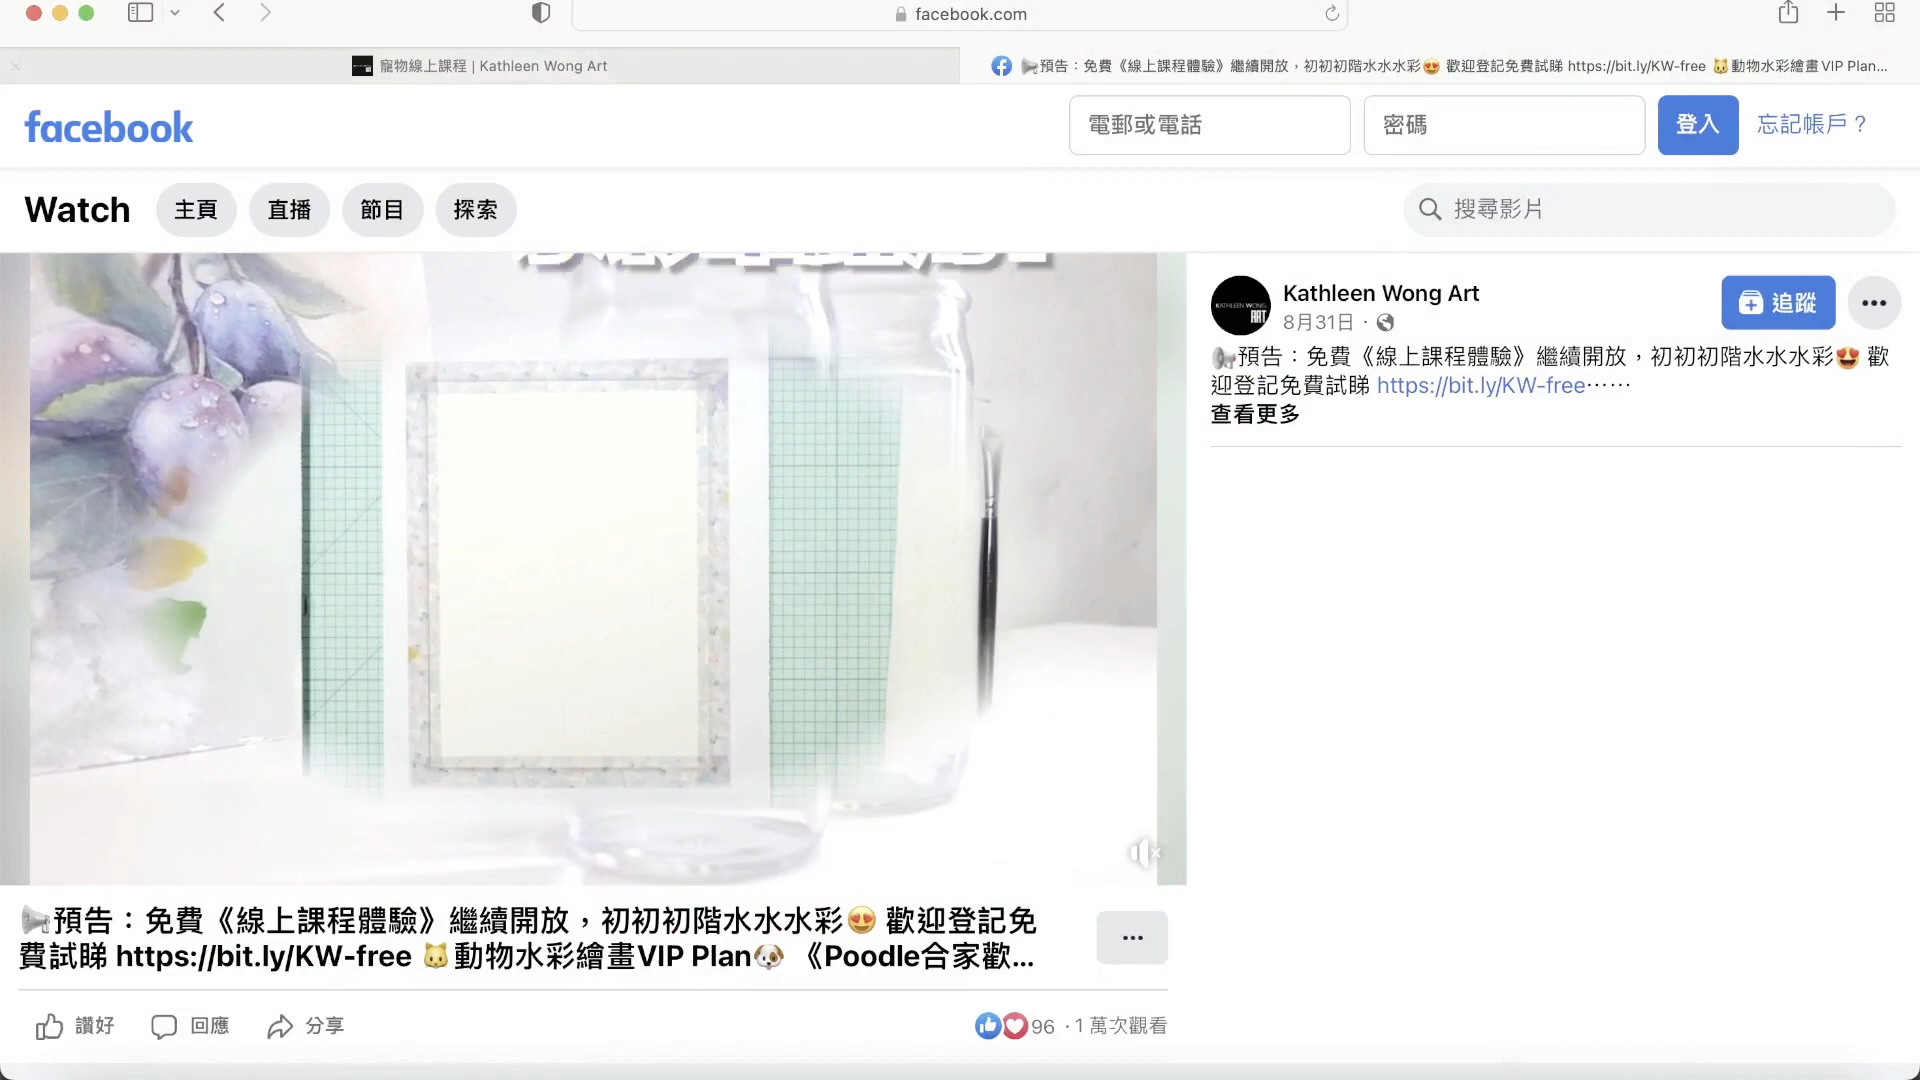 facebook.com
寵物線上課程 | Kathleen Wong Art
預告：免費《線上課程體驗》繼續開放，初初初階水水水彩😍 歡迎登記免費試睇 https://bit.ly/KW-free 🐱動物水彩繪畫VIP Plan...
facebook
電郵或電話
密碼
登入
忘記帳戶？
Watch
主頁
直播
節目
探索
搜尋影片
KATHLEEN WONG
ART
Kathleen Wong Art
8月31日 ·
追蹤
📢預告：免費《線上課程體驗》繼續開放，初初初階水水水彩😍 歡
迎登記免費試睇 https://bit.ly/KW-free……
查看更多
📢預告：免費《線上課程體驗》繼續開放，初初初階水水水彩😍 歡迎登記免
費試睇 https://bit.ly/KW-free 🐱動物水彩繪畫VIP Plan🐶 《Poodle合家歡...
讚好
回應
分享
96 · 1 萬次觀看